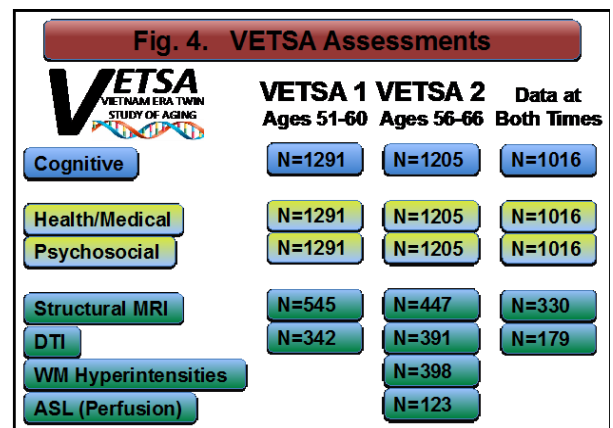 Fig. 4. VETSA Assessments
VETSA
VIETNAM ERA TWIN
STUDY OF AGING
VETSA 1 VETSA 2 Data at
Ages 51-60 Ages 56-66 Both Times
Cognitive N=1291 N=1205 N=1016
Health/Medical N=1291 N=1205 N=1016
Psychosocial N=1291 N=1205 N=1016
Structural MRI N=545 N=447 N=330
DTI N=342 N=391 N=179
WM Hyperintensities N=398
ASL (Perfusion) N=123